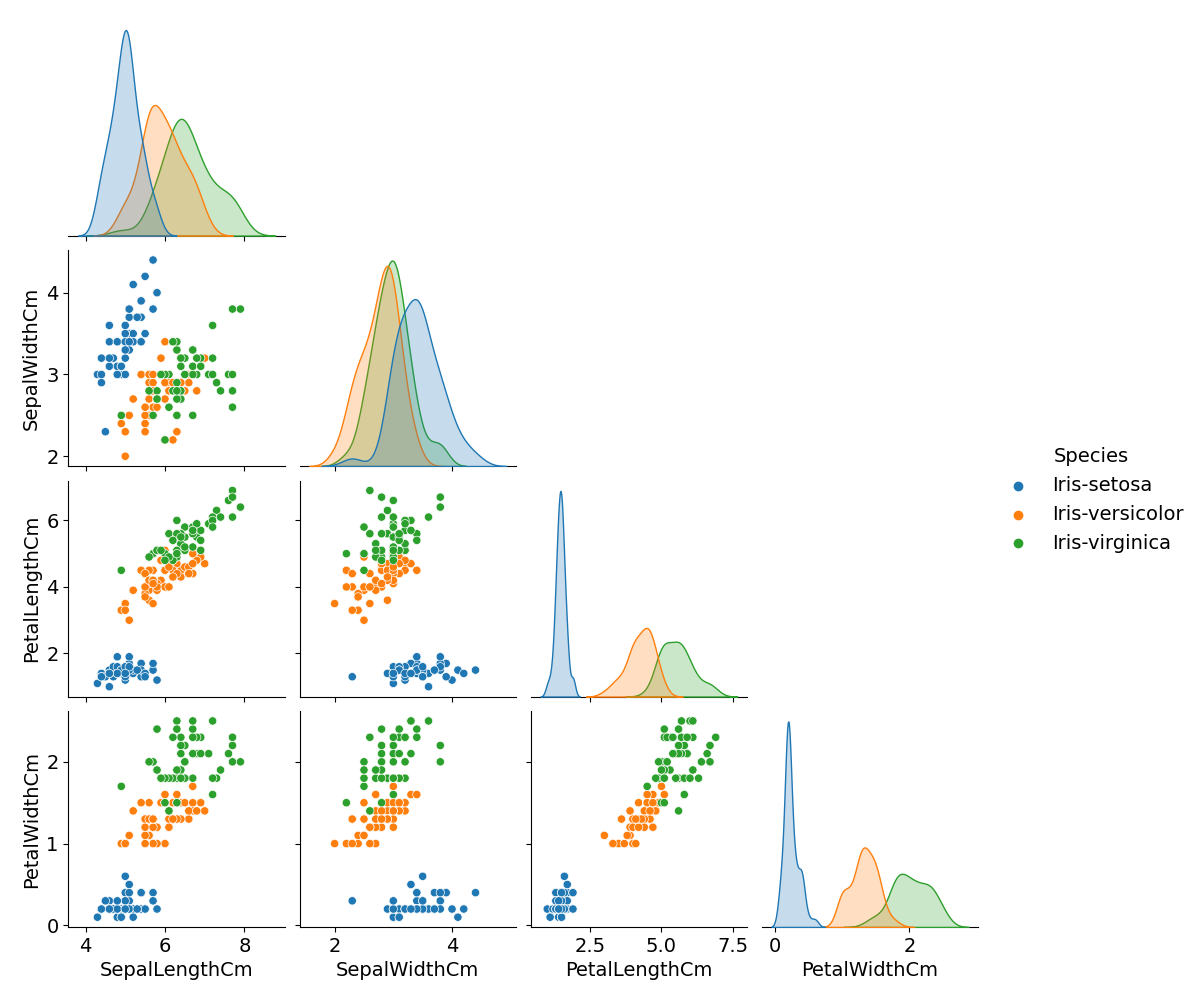 SepalWidthCm
4
3
2
PetalLengthCm
6
4
2
PetalWidthCm
2
1
0
4 6 8
SepalLengthCm
2 4
SepalWidthCm
2.5 5.0 7.5
PetalLengthCm
0 2
PetalWidthCm
Species
Iris-setosa
Iris-versicolor
Iris-virginica